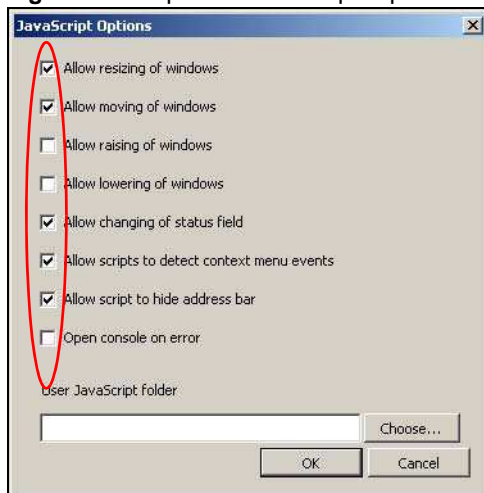 JavaScript Options
Allow resizing of windows
Allow moving of windows
Allow raising of windows
Allow lowering of windows
Allow changing of status field
Allow scripts to detect context menu events
Allow script to hide address bar
Open console on error
User JavaScript folder
Choose...
OK
Cancel